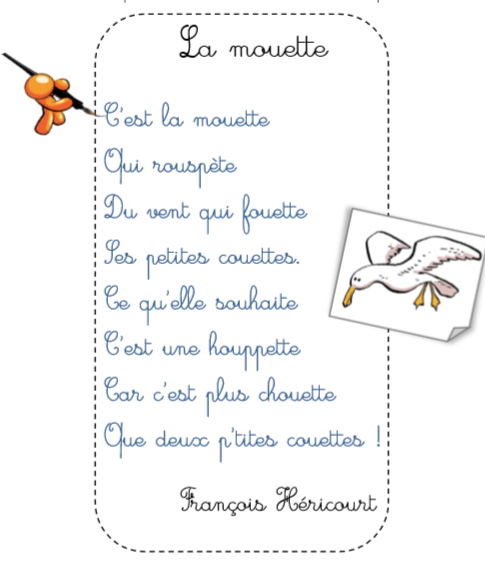 La mouette
C'est la mouette
Qui rouspète
Du vent qui fouette
Ses petites couettes.
Ce qu'elle souhaite
C'est une houppette
Car c'est plus chouette
Que deux p'tites couettes !
François Héricourt